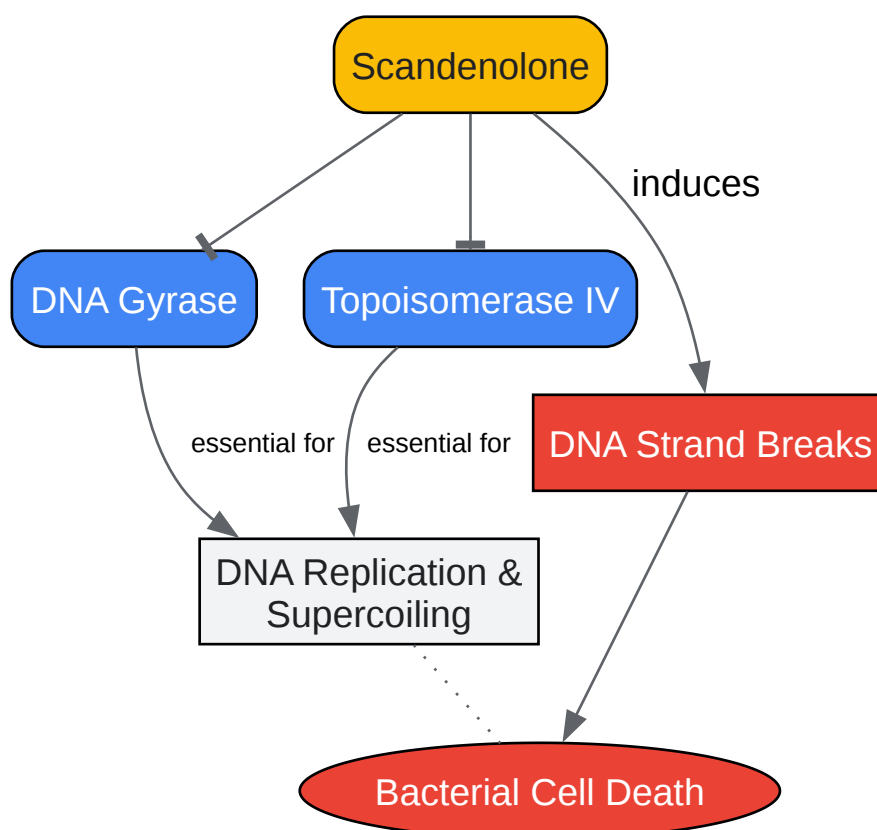 Scandenolone
induces
DNA Gyrase
Topoisomerase IV
essential for
essential for
DNA Strand Breaks
DNA Replication &
Supercoiling
Bacterial Cell Death